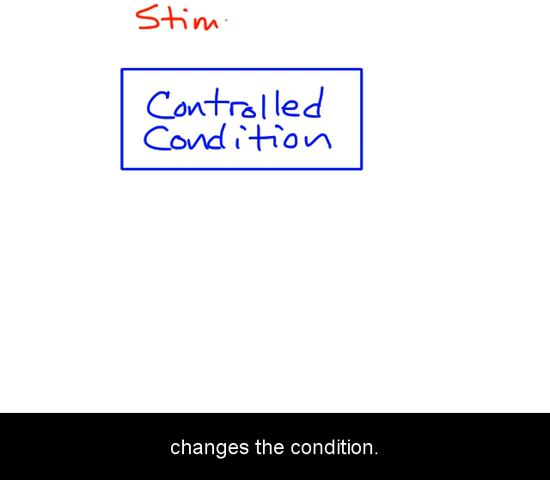 Stim
Controlled
Condition
changes the condition.